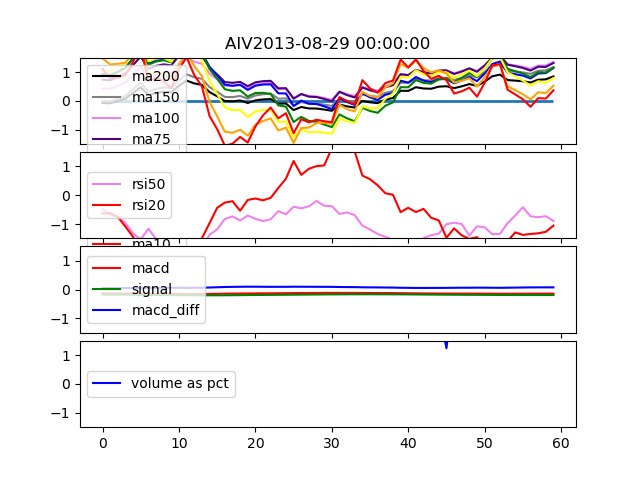 AIV2013-08-29 00:00:00
1
0
−1
ma200
ma150
ma100
ma75
1
0
−1
rsi50
rsi20
ma10
1
0
−1
macd
signal
macd_diff
1
0
−1
volume as pct
0 10 20 30 40 50 60